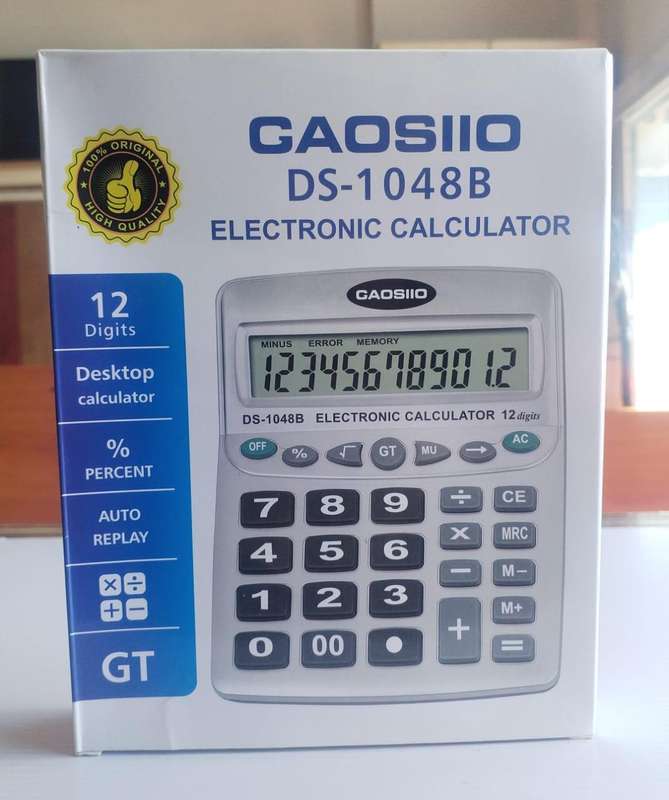 GAOSIIO
DS-1048B
ELECTRONIC CALCULATOR
100% ORIGINAL
HIGH QUALITY
12
Digits
Desktop
calculator
%
PERCENT
AUTO
REPLAY
× ÷
+ −
GT
GAOSIIO
MINUS ERROR MEMORY
12345678901.2
DS-1048B ELECTRONIC CALCULATOR 12 digits
OFF % √ GT MU → AC
7 8 9 ÷ CE
4 5 6 × MRC
1 2 3 − M−
M+
0 00 • + =